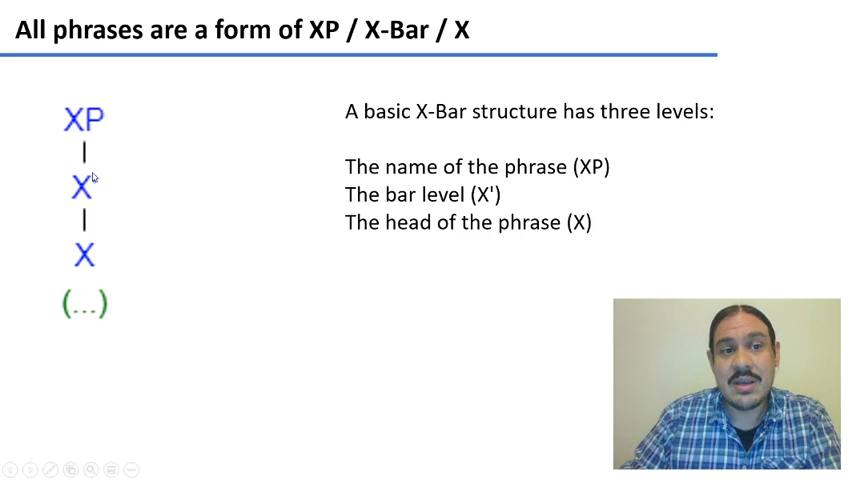 All phrases are a form of XP / X-Bar / X
XP
X'
X
(...)
A basic X-Bar structure has three levels:
The name of the phrase (XP)
The bar level (X')
The head of the phrase (X)